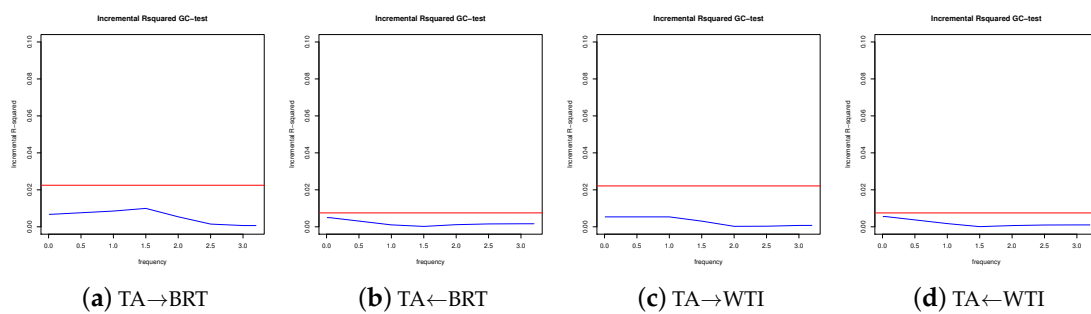 Incremental Rsquared GC−test
Incremental R−squared
0.10
0.08
0.06
0.04
0.02
0.00
0.0 0.5 1.0 1.5 2.0 2.5 3.0
frequency
(a) TA→BRT
Incremental Rsquared GC−test
Incremental R−squared
0.10
0.08
0.06
0.04
0.02
0.00
0.0 0.5 1.0 1.5 2.0 2.5 3.0
frequency
(b) TA←BRT
Incremental Rsquared GC−test
Incremental R−squared
0.10
0.08
0.06
0.04
0.02
0.00
0.0 0.5 1.0 1.5 2.0 2.5 3.0
frequency
(c) TA→WTI
Incremental Rsquared GC−test
Incremental R−squared
0.10
0.08
0.06
0.04
0.02
0.00
0.0 0.5 1.0 1.5 2.0 2.5 3.0
frequency
(d) TA←WTI